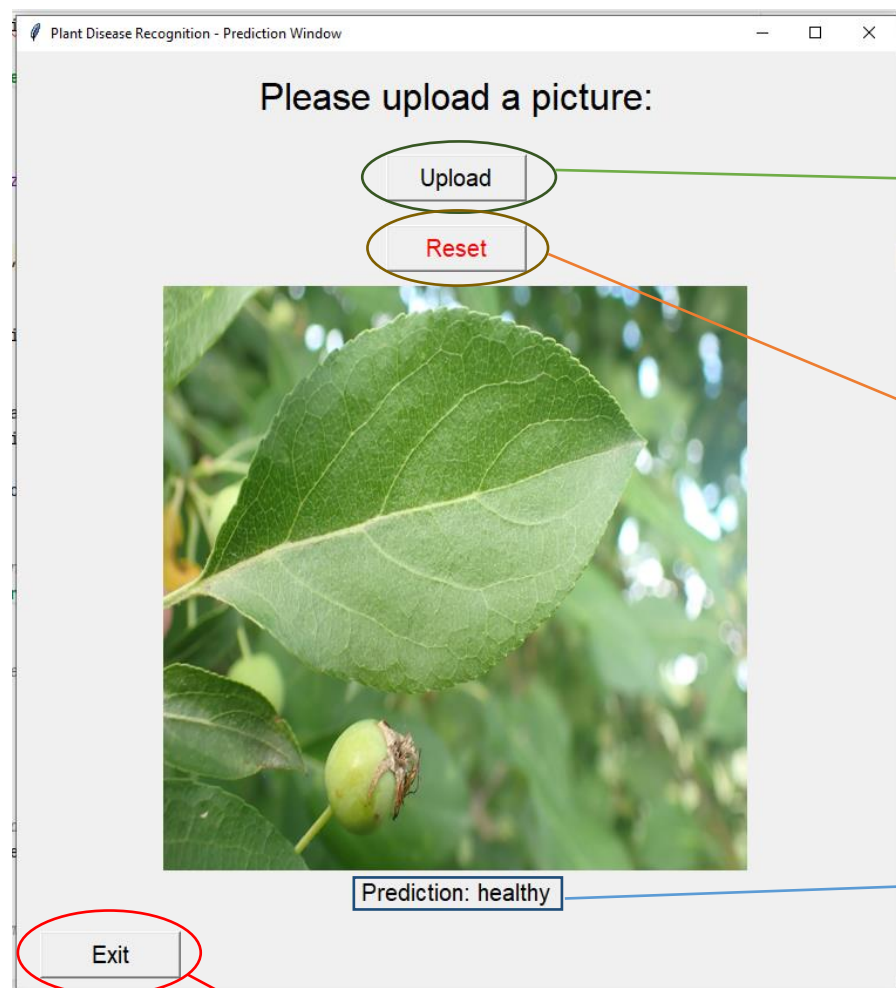 Plant Disease Recognition - Prediction Window
Please upload a picture:
Upload
Reset
Prediction: healthy
Exit